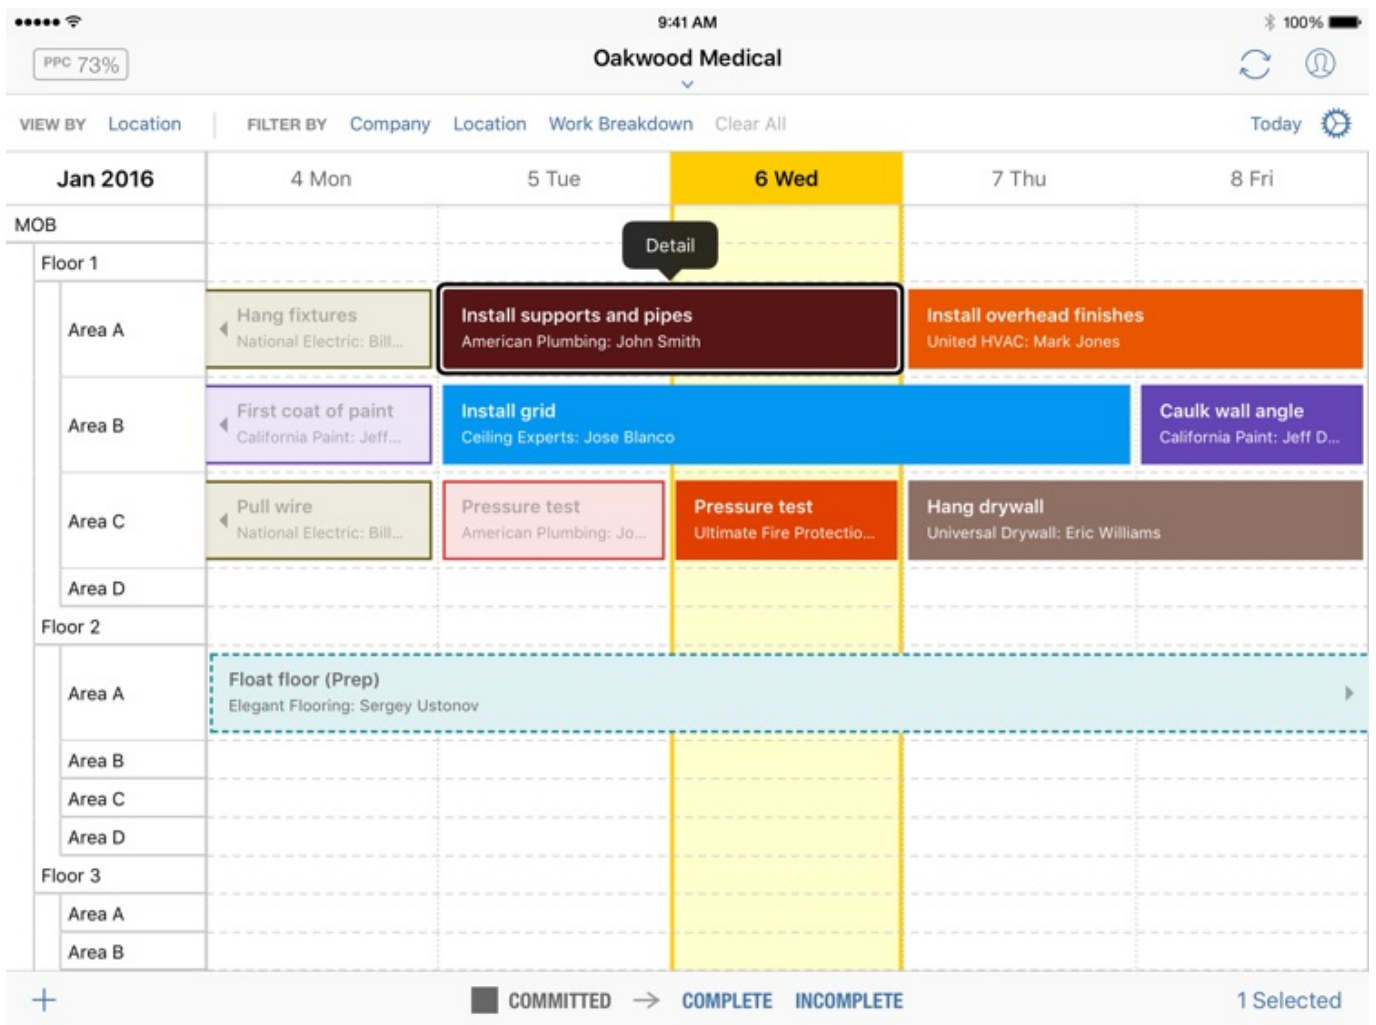 9:41 AM
100%
PPC 73%
Oakwood Medical
VIEW BY Location FILTER BY Company Location Work Breakdown Clear All Today
Jan 2016 4 Mon 5 Tue 6 Wed 7 Thu 8 Fri
MOB
Detail
Floor 1
Area A
Hang fixtures
National Electric: Bill...
Install supports and pipes
American Plumbing: John Smith
Install overhead finishes
United HVAC: Mark Jones
Area B
First coat of paint
California Paint: Jeff...
Install grid
Ceiling Experts: Jose Blanco
Caulk wall angle
California Paint: Jeff D...
Area C
Pull wire
National Electric: Bill...
Pressure test
American Plumbing: Jo...
Pressure test
Ultimate Fire Protectio...
Hang drywall
Universal Drywall: Eric Williams
Area D
Floor 2
Area A
Float floor (Prep)
Elegant Flooring: Sergey Ustonov
Area B
Area C
Area D
Floor 3
Area A
Area B
COMMITTED → COMPLETE INCOMPLETE
1 Selected